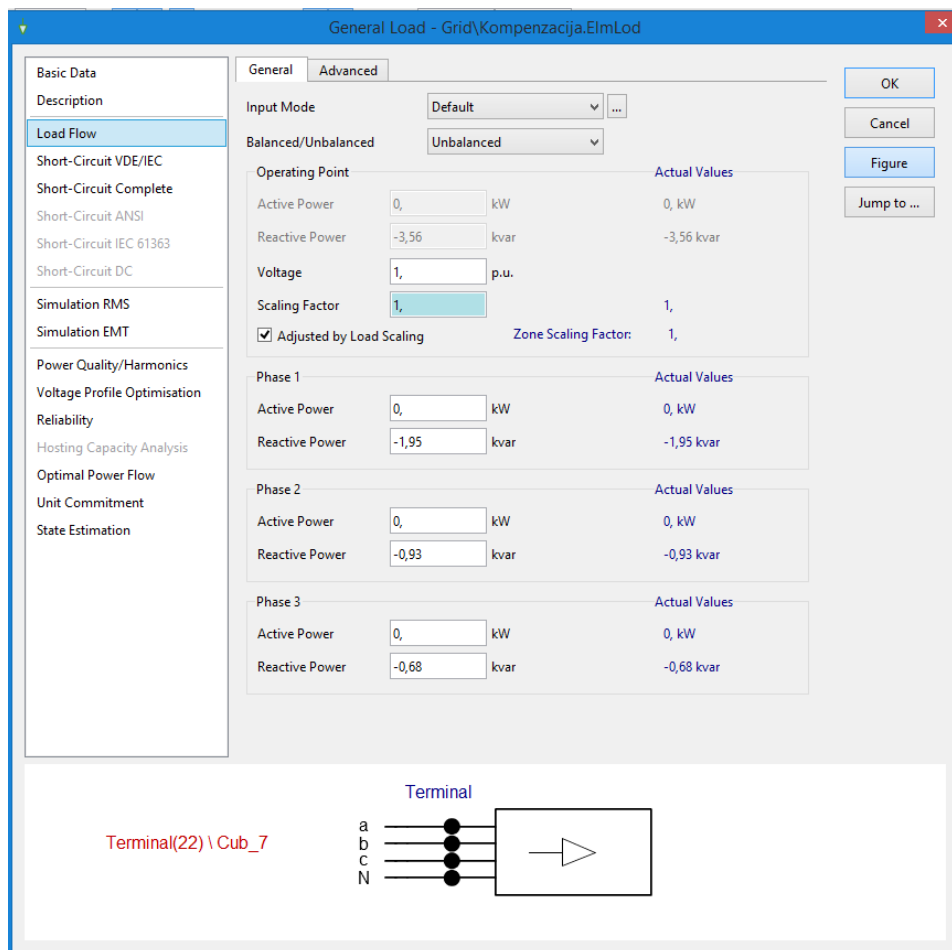 General Load - Grid\Kompenzacija.ElmLod
Basic Data
Description
Load Flow
Short-Circuit VDE/IEC
Short-Circuit Complete
Short-Circuit ANSI
Short-Circuit IEC 61363
Short-Circuit DC
Simulation RMS
Simulation EMT
Power Quality/Harmonics
Voltage Profile Optimisation
Reliability
Hosting Capacity Analysis
Optimal Power Flow
Unit Commitment
State Estimation
General Advanced
Input Mode Default ...
Balanced/Unbalanced Unbalanced
Operating Point Actual Values
Active Power 0, kW 0, kW
Reactive Power -3,56 kvar -3,56 kvar
Voltage 1, p.u.
Scaling Factor 1, 1,
Adjusted by Load Scaling Zone Scaling Factor: 1,
Phase 1 Actual Values
Active Power 0, kW 0, kW
Reactive Power -1,95 kvar -1,95 kvar
Phase 2 Actual Values
Active Power 0, kW 0, kW
Reactive Power -0,93 kvar -0,93 kvar
Phase 3 Actual Values
Active Power 0, kW 0, kW
Reactive Power -0,68 kvar -0,68 kvar
OK
Cancel
Figure
Jump to ...
Terminal
Terminal(22) \ Cub_7
a
b
c
N